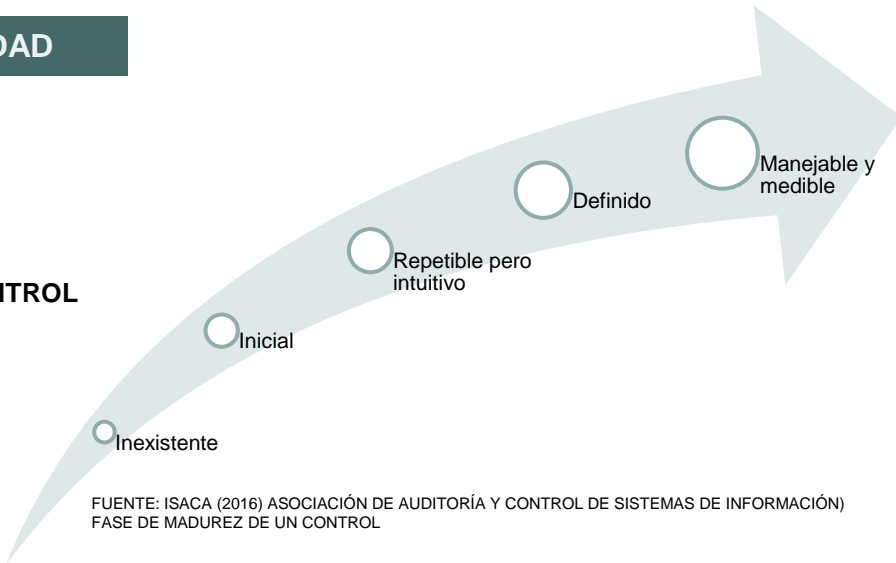 DAD
Manejable y
medible
Definido
Repetible pero
intuitivo
NTROL
Inicial
Inexistente
FUENTE: ISACA (2016) ASOCIACIÓN DE AUDITORÍA Y CONTROL DE SISTEMAS DE INFORMACIÓN)
FASE DE MADUREZ DE UN CONTROL